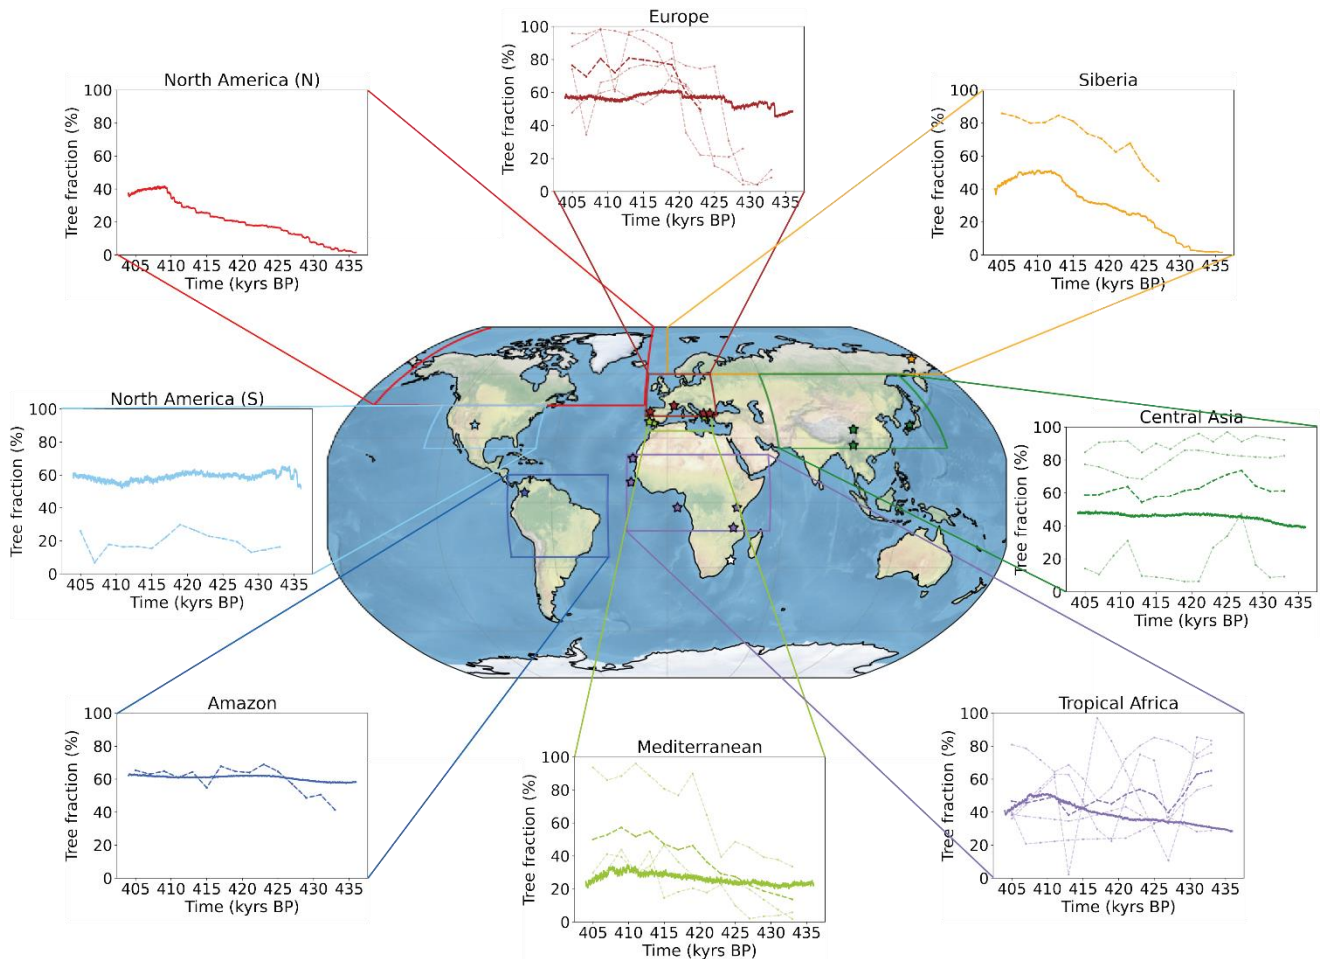 Europe
Tree fraction (%)
100
80
60
40
20
0
405 410 415 420 425 430 435
Time (kyrs BP)
North America (N)
Tree fraction (%)
100
80
60
40
20
0
405 410 415 420 425 430 435
Time (kyrs BP)
Siberia
Tree fraction (%)
100
80
60
40
20
0
405 410 415 420 425 430 435
Time (kyrs BP)
North America (S)
Tree fraction (%)
100
80
60
40
20
0
405 410 415 420 425 430 435
Time (kyrs BP)
Central Asia
Tree fraction (%)
100
80
60
40
20
0
405 410 415 420 425 430 435
Time (kyrs BP)
Amazon
Tree fraction (%)
100
80
60
40
20
0
405 410 415 420 425 430 435
Time (kyrs BP)
Mediterranean
Tree fraction (%)
100
80
60
40
20
0
405 410 415 420 425 430 435
Time (kyrs BP)
Tropical Africa
Tree fraction (%)
100
80
60
40
20
0
405 410 415 420 425 430 435
Time (kyrs BP)